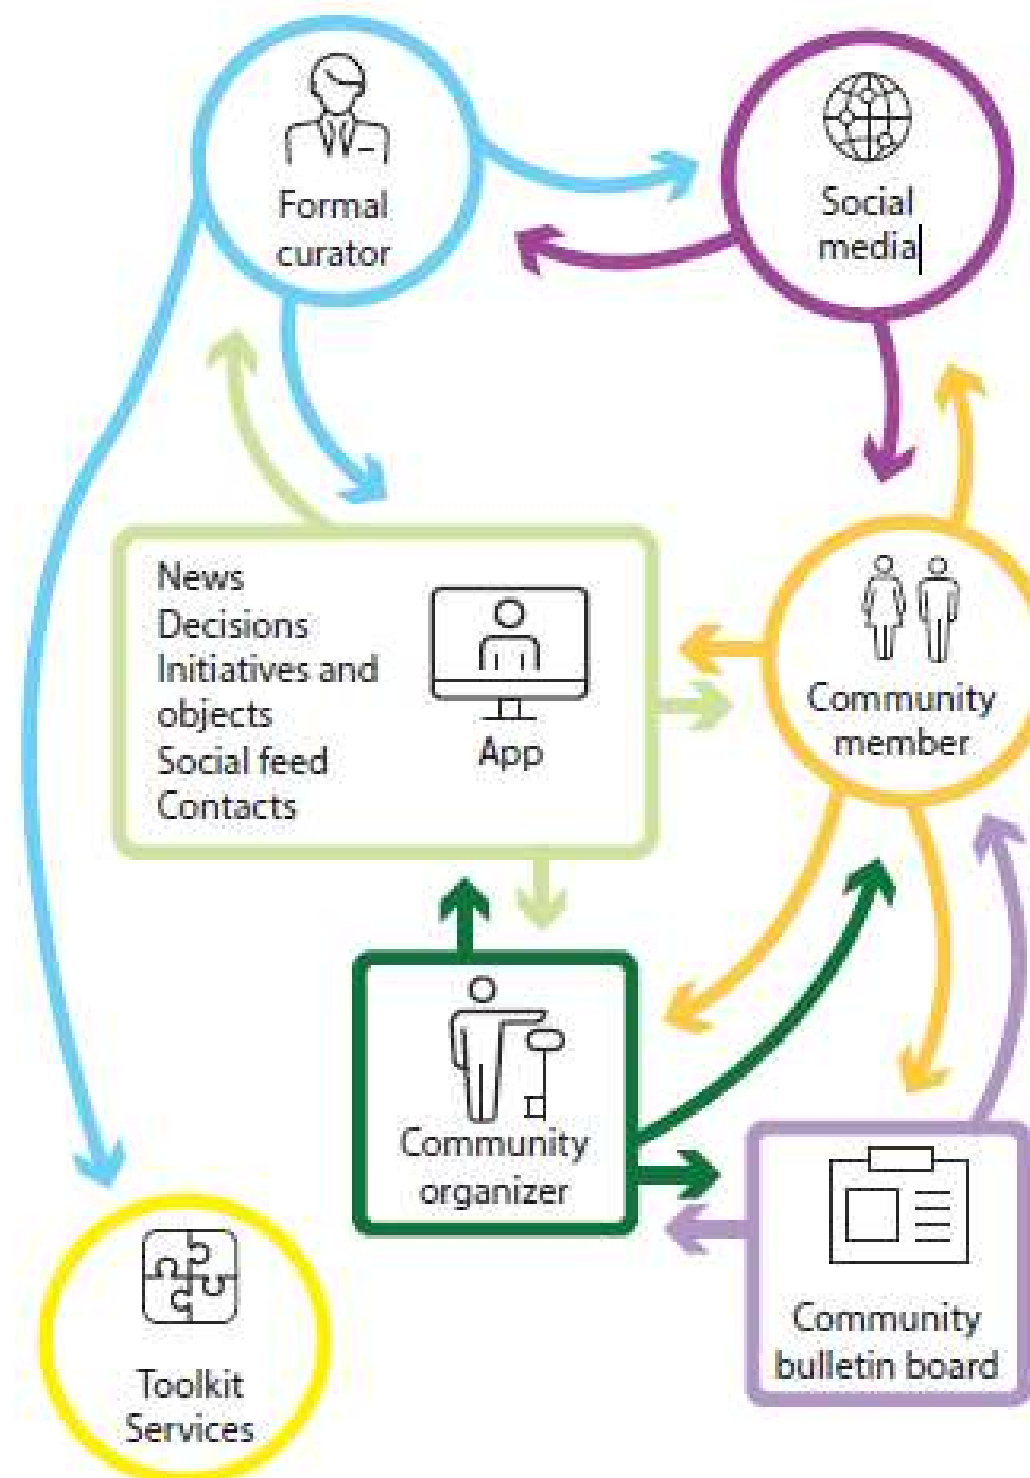 Formal
curator
Social
media
News
Decisions
Initiatives and
objects
Social feed
Contacts
App
Community
member
Community
organizer
Community
bulletin board
Toolkit
Services